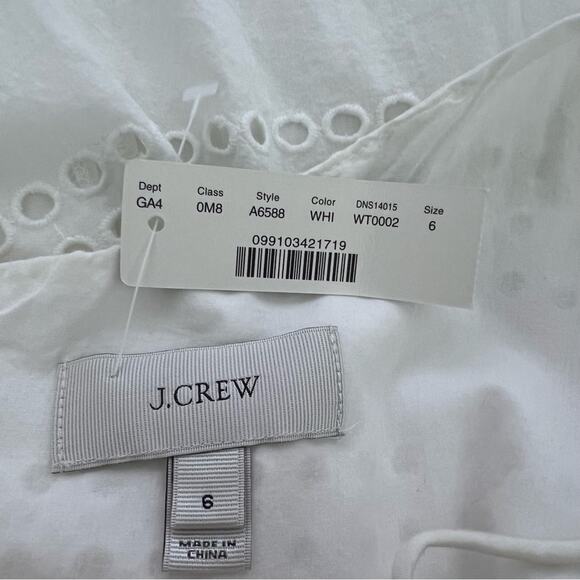 Dept Class Style Color DNS14015 Size
GA4 0M8 A6588 WHI WT0002 6
099103421719
J.CREW
6
MADE IN
CHINA